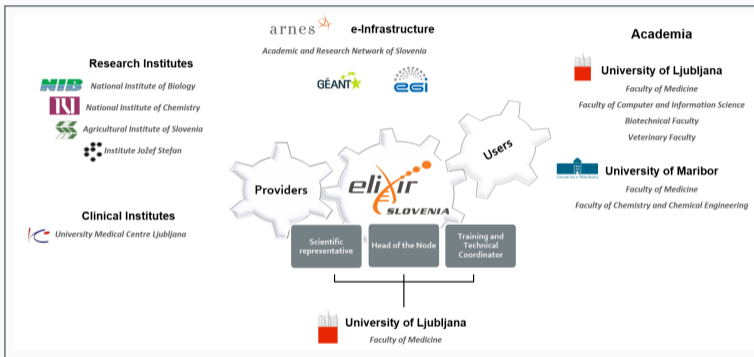 arnes e-Infrastructure
Academic and Research Network of Slovenia
GÉANT
eGI
Research Institutes
NIB National Institute of Biology
National Institute of Chemistry
Agricultural Institute of Slovenia
Institute Jožef Stefan
Clinical Institutes
University Medical Centre Ljubljana
Providers
elixir
SLOVENIA
Users
Scientific
representative
Head of the Node
Training and
Technical
Coordinator
University of Ljubljana
Faculty of Medicine
Academia
University of Ljubljana
Faculty of Medicine
Faculty of Computer and Information Science
Biotechnical Faculty
Veterinary Faculty
University of Maribor
Faculty of Medicine
Faculty of Chemistry and Chemical Engineering